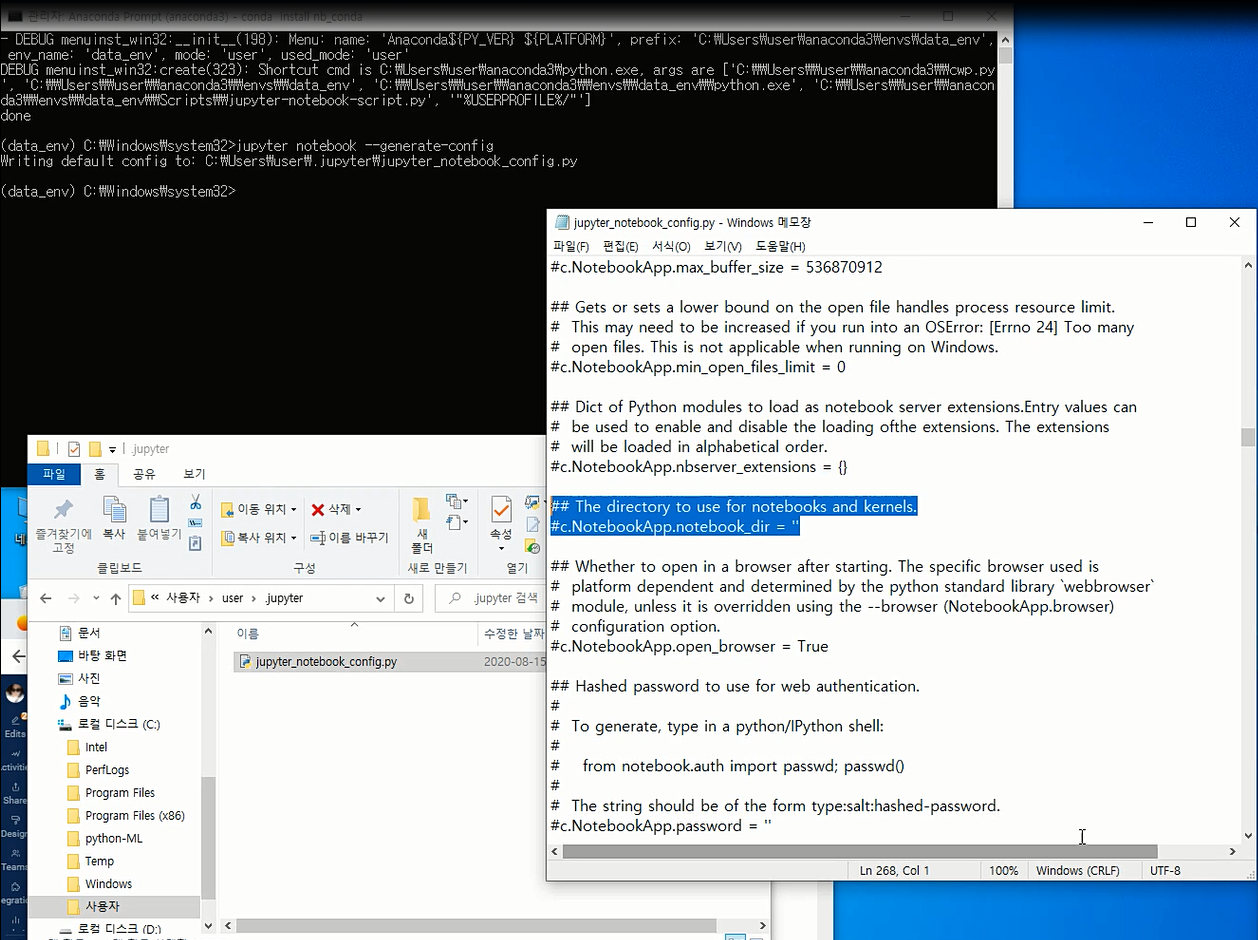 관리자: Anaconda Prompt (anaconda3) - conda install nb_conda
- DEBUG menuinst_win32:__init__(198): Menu: name: 'Anaconda${PY_VER} ${PLATFORM}', prefix: 'C:₩Users₩user₩anaconda3₩envs₩data_env',
env_name: 'data_env', mode: 'user', used_mode: 'user'
DEBUG menuinst_win32:create(323): Shortcut cmd is C:₩Users₩user₩anaconda3₩python.exe, args are ['C:₩₩Users₩₩user₩₩anaconda3₩₩cwp.py
', 'C:₩₩Users₩₩user₩₩anaconda3₩₩envs₩₩data_env', 'C:₩₩Users₩₩user₩₩anaconda3₩₩envs₩₩data_env₩₩python.exe', 'C:₩₩Users₩₩user₩₩anacon
da3₩₩envs₩₩data_env₩₩Scripts₩₩jupyter-notebook-script.py', '"%USERPROFILE%/"']
done
(data_env) C:₩Windows₩system32>jupyter notebook --generate-config
Writing default config to: C:₩Users₩user₩.jupyter₩jupyter_notebook_config.py
(data_env) C:₩Windows₩system32>
jupyter_notebook_config.py - Windows 메모장
파일(F) 편집(E) 서식(O) 보기(V) 도움말(H)
#c.NotebookApp.max_buffer_size = 536870912
## Gets or sets a lower bound on the open file handles process resource limit.
# This may need to be increased if you run into an OSError: [Errno 24] Too many
# open files. This is not applicable when running on Windows.
#c.NotebookApp.min_open_files_limit = 0
## Dict of Python modules to load as notebook server extensions.Entry values can
# be used to enable and disable the loading ofthe extensions. The extensions
# will be loaded in alphabetical order.
#c.NotebookApp.nbserver_extensions = {}
## The directory to use for notebooks and kernels.
#c.NotebookApp.notebook_dir = ''
## Whether to open in a browser after starting. The specific browser used is
# platform dependent and determined by the python standard library `webbrowser`
# module, unless it is overridden using the --browser (NotebookApp.browser)
# configuration option.
#c.NotebookApp.open_browser = True
## Hashed password to use for web authentication.
#
# To generate, type in a python/IPython shell:
#
# from notebook.auth import passwd; passwd()
#
# The string should be of the form type:salt:hashed-password.
#c.NotebookApp.password = ''
Ln 268, Col 1 100% Windows (CRLF) UTF-8
.jupyter
파일 홈 공유 보기
즐겨찾기에 고정 복사 붙여넣기
클립보드
이동 위치 삭제
복사 위치 이름 바꾸기
구성
새 폴더
새로 만들기
속성
열기
« 사용자 > user > .jupyter
.jupyter 검색
이름 수정한 날짜
jupyter_notebook_config.py 2020-08-15
문서
바탕 화면
사진
음악
로컬 디스크 (C:)
Intel
PerfLogs
Program Files
Program Files (x86)
python-ML
Temp
Windows
사용자
로컬 디스크 (D:)
Edits
Share
Design
Teams